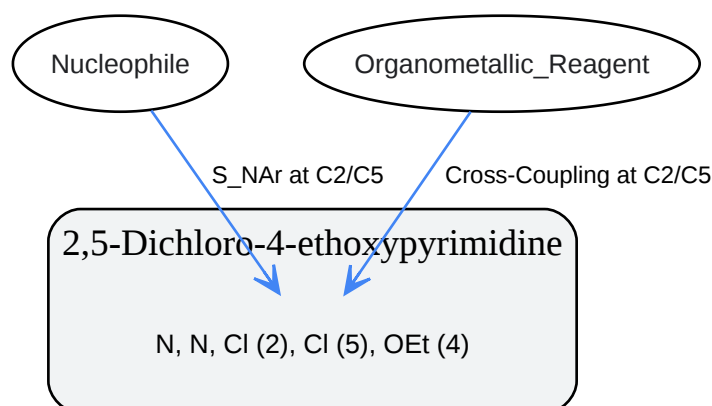 Nucleophile
Organometallic_Reagent
S_NAr at C2/C5
Cross-Coupling at C2/C5
2,5-Dichloro-4-ethoxypyrimidine
N, N, Cl (2), Cl (5), OEt (4)